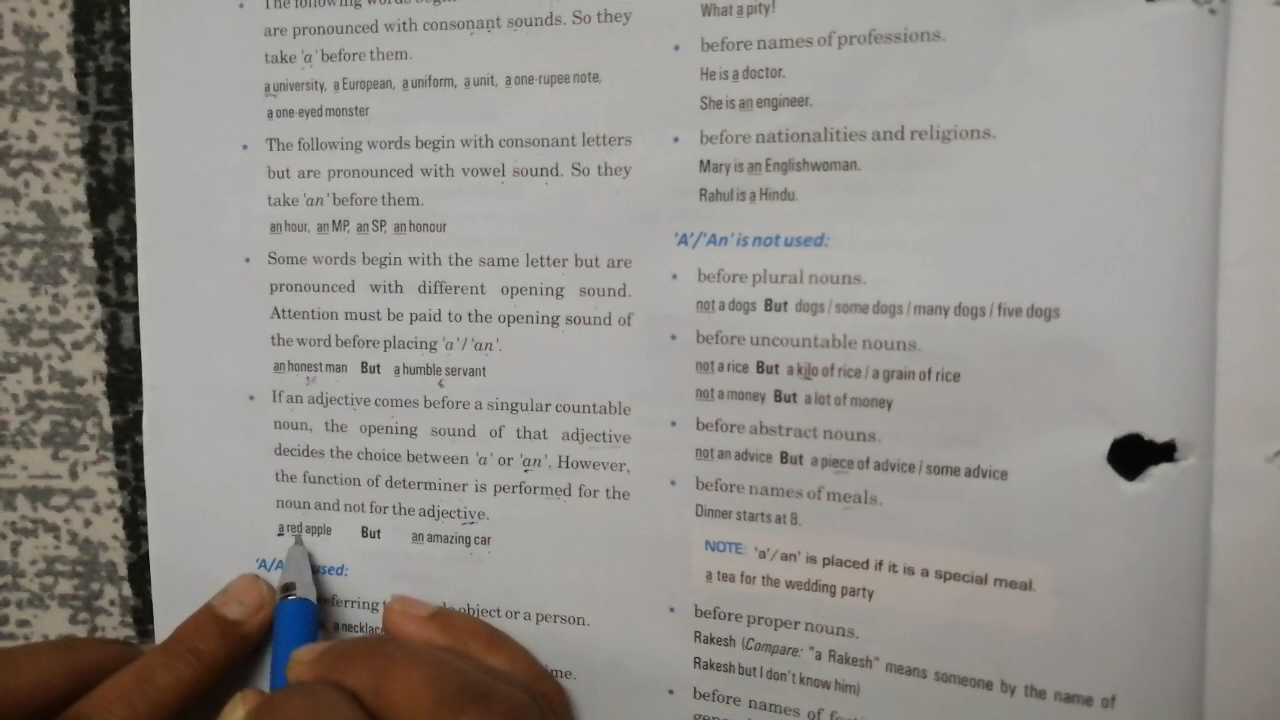 The following words
are pronounced with consonant sounds. So they
take 'a' before them.
a university, a European, a uniform, a unit, a one-rupee note,
a one-eyed monster
• The following words begin with consonant letters
but are pronounced with vowel sound. So they
take 'an' before them.
an hour, an MP, an SP, an honour
• Some words begin with the same letter but are
pronounced with different opening sound.
Attention must be paid to the opening sound of
the word before placing 'a' / 'an'.
an honest man But a humble servant
• If an adjective comes before a singular countable
noun, the opening sound of that adjective
decides the choice between 'a' or 'an'. However,
the function of determiner is performed for the
noun and not for the adjective.
a red apple But an amazing car
used:
object or a person.
a
What a pity!
• before names of professions.
He is a doctor.
She is an engineer.
• before nationalities and religions.
Mary is an Englishwoman.
Rahul is a Hindu.
'A'/'An' is not used:
• before plural nouns.
not a dogs But dogs / some dogs / many dogs / five dogs
• before uncountable nouns.
not a rice But a kilo of rice / a grain of rice
not a money But a lot of money
• before abstract nouns.
not an advice But a piece of advice / some advice
• before names of meals.
Dinner starts at 8.
NOTE: 'a'/an' is placed if it is a special meal.
a tea for the wedding party
• before proper nouns.
Rakesh (Compare: "a Rakesh" means someone by the name of
Rakesh but I don't know him)
• before names of